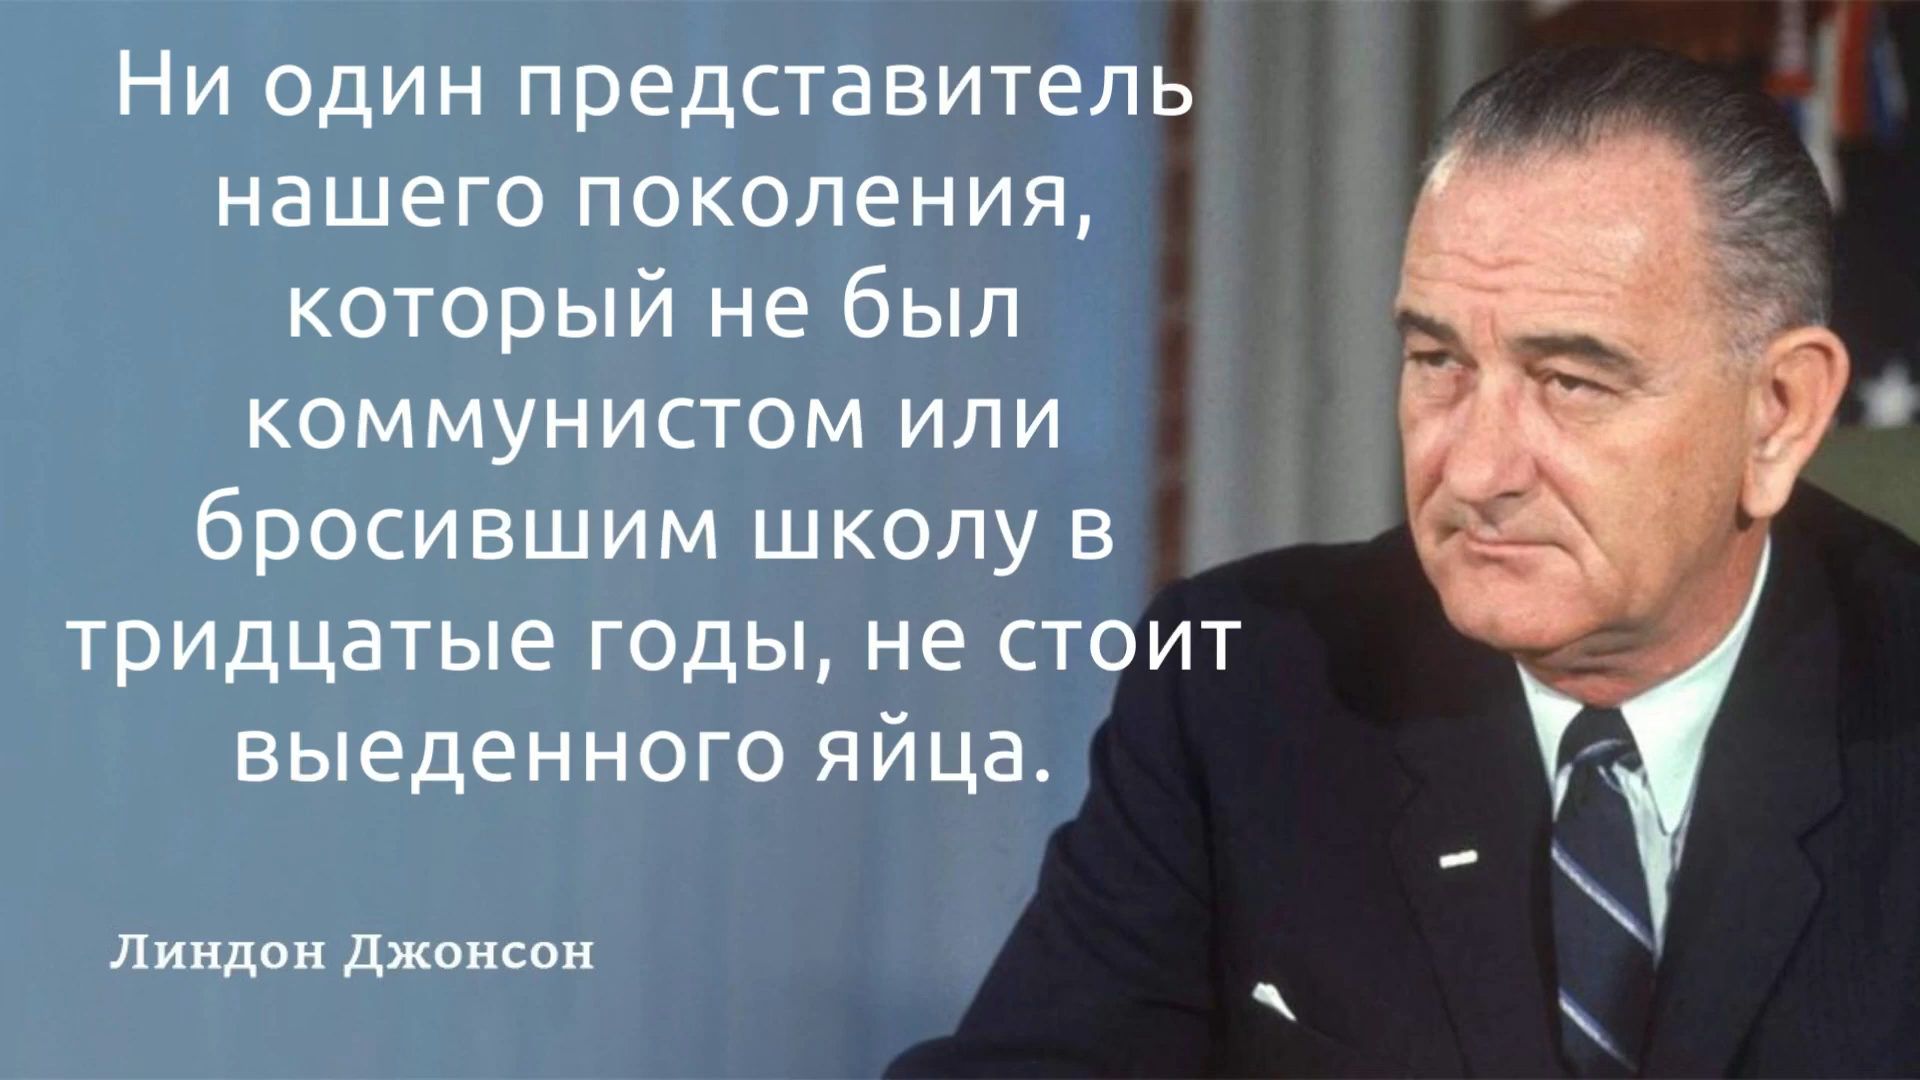 Ни один представитель
нашего поколения,
который не был
коммунистом или
бросившим школу в
тридцатые годы, не стоит
выеденного яйца.
Линдон Джонсон